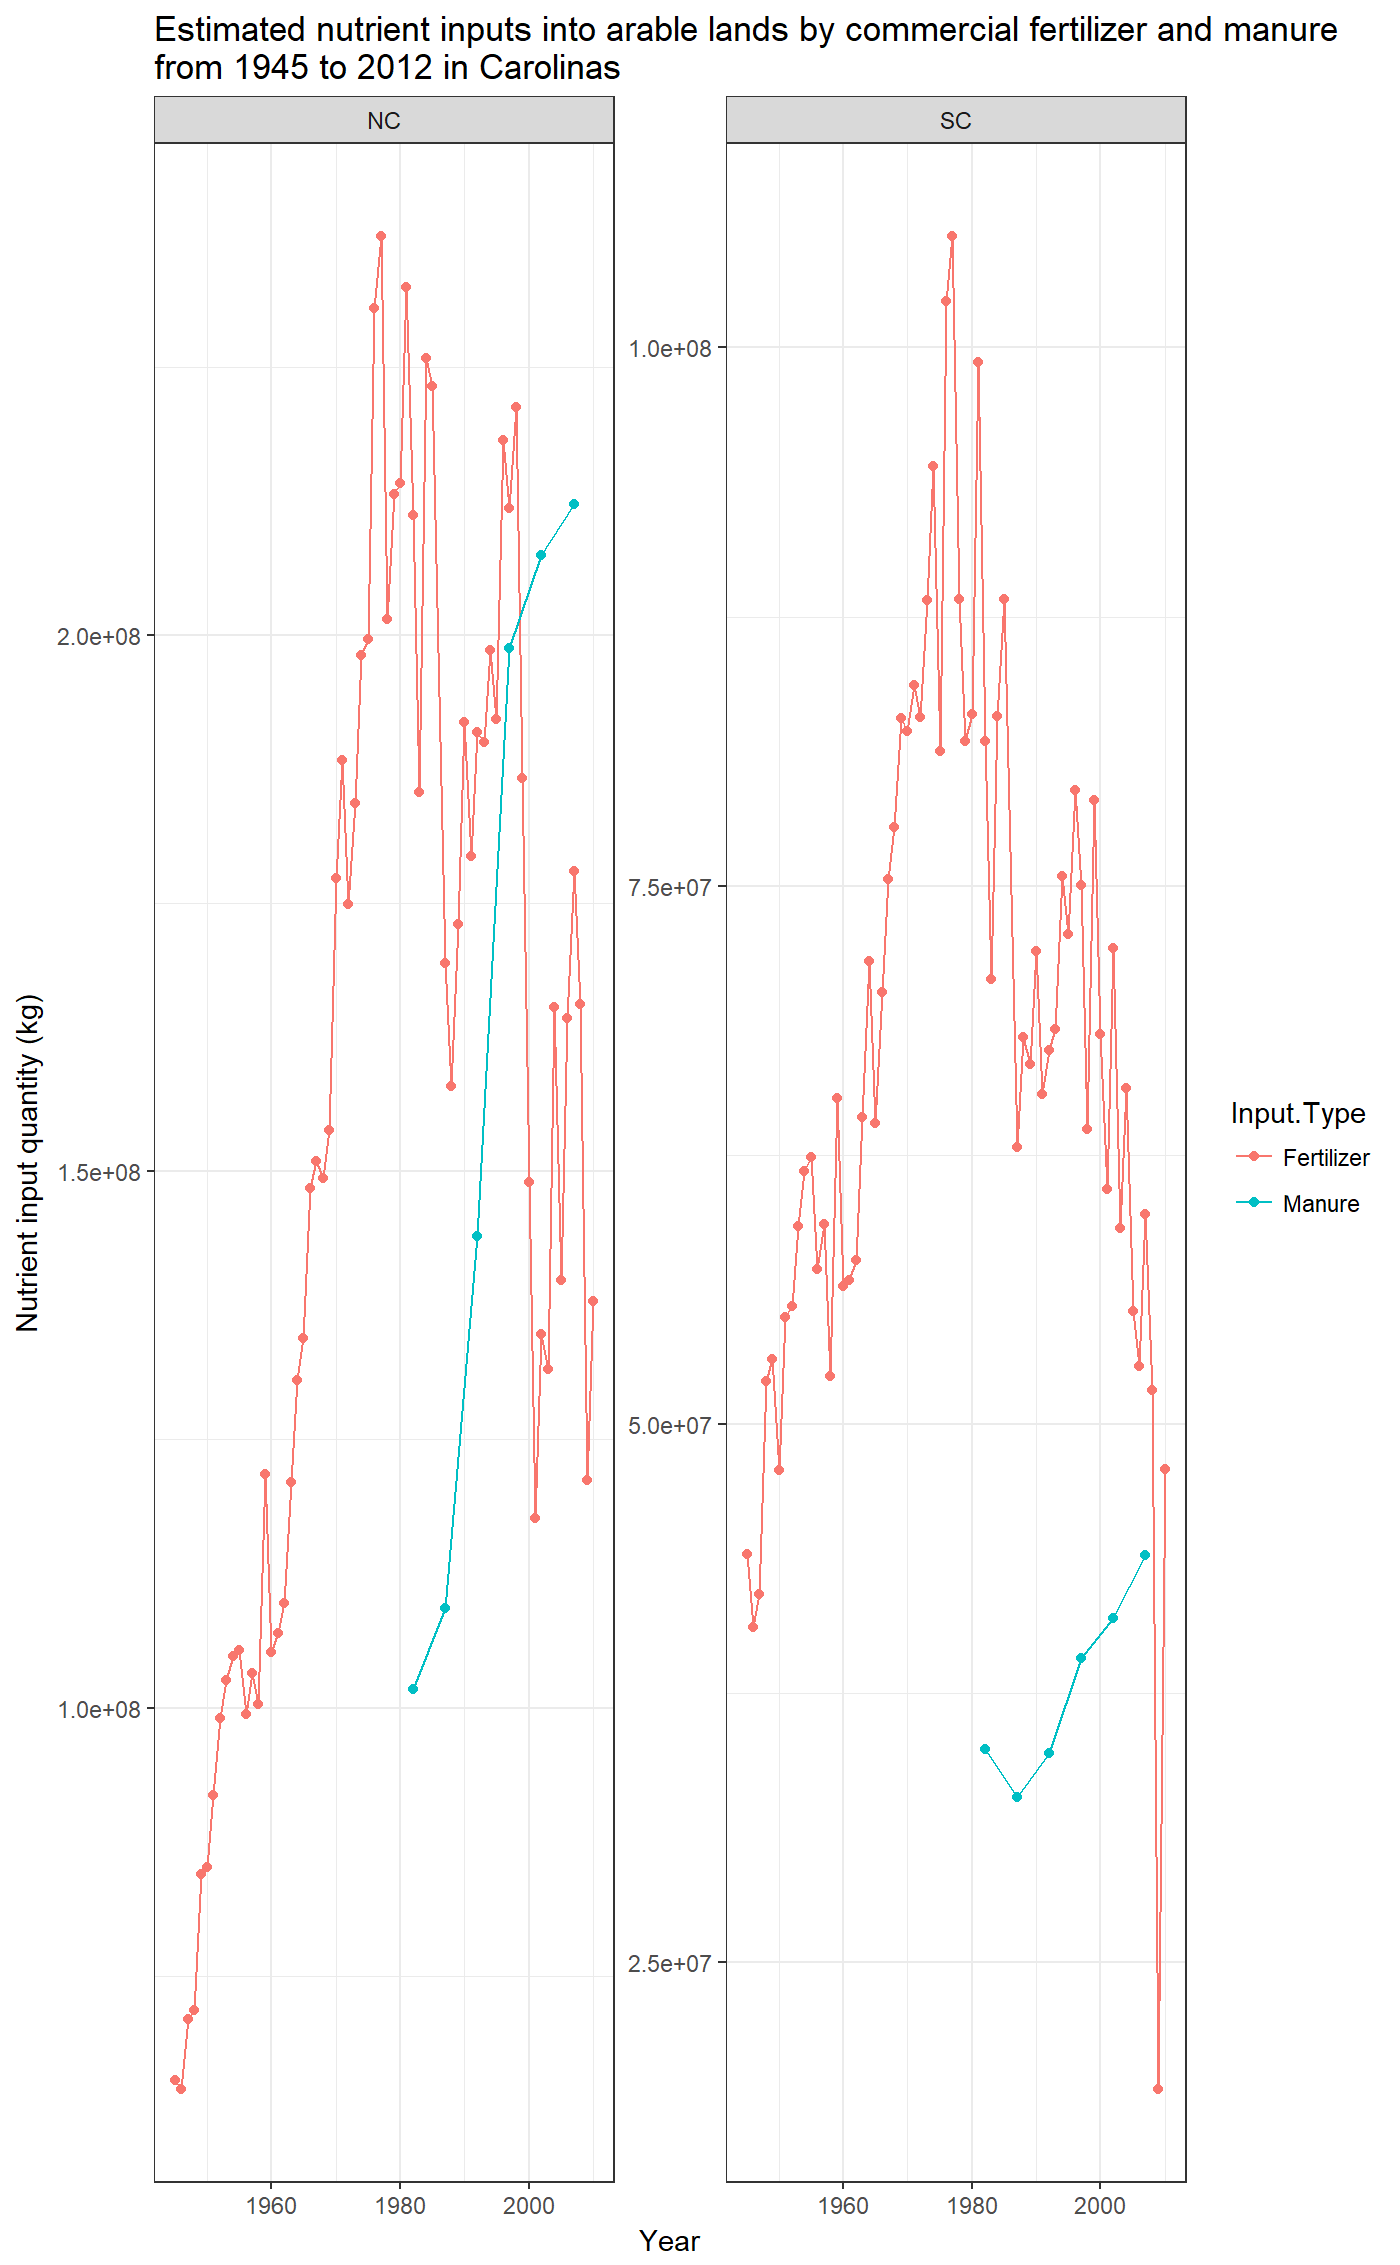 Estimated nutrient inputs into arable lands by commercial fertilizer and manure
from 1945 to 2012 in Carolinas
NC
SC
2.0e+08
1.5e+08
1.0e+08
1.0e+08
7.5e+07
5.0e+07
2.5e+07
Nutrient input quantity (kg)
Input.Type
Fertilizer
Manure
1960
1980
2000
1960
1980
2000
Year